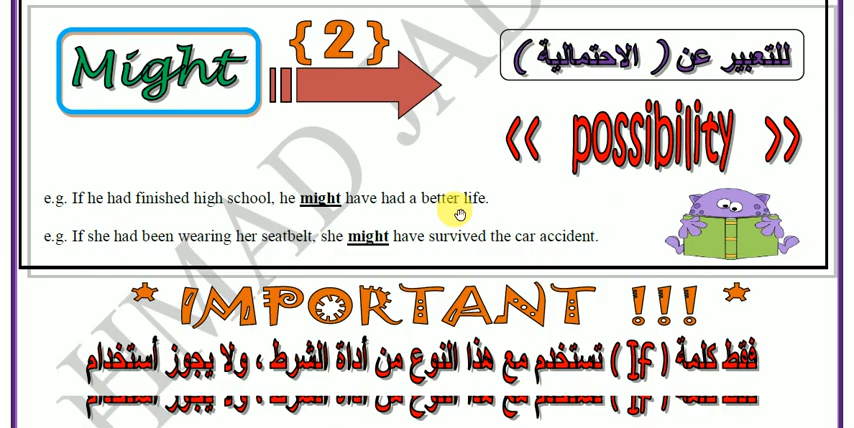 Might
{ 2 }
للتعبير عن ( الاحتمالية )
<< possibility >>
e.g. If he had finished high school, he might have had a better life.
e.g. If she had been wearing her seatbelt, she might have survived the car accident.
* IMPORTANT !!! *
فقط كلمة ( If ) تستخدم مع هذا النوع من أداة الشرط ، ولا يجوز أستخدام